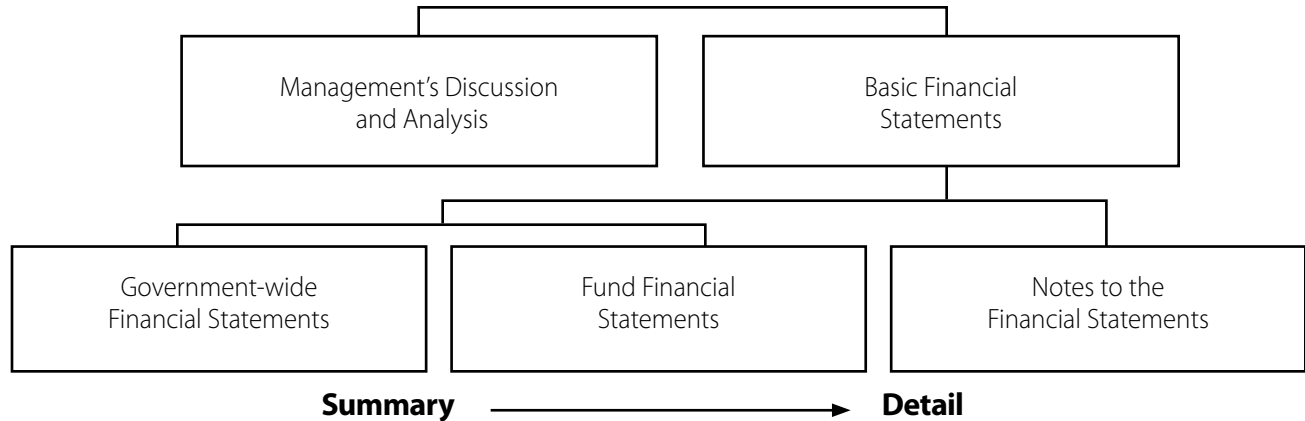 Management’s Discussion
and Analysis
Basic Financial
Statements
Government-wide
Financial Statements
Fund Financial
Statements
Notes to the
Financial Statements
Summary
Detail